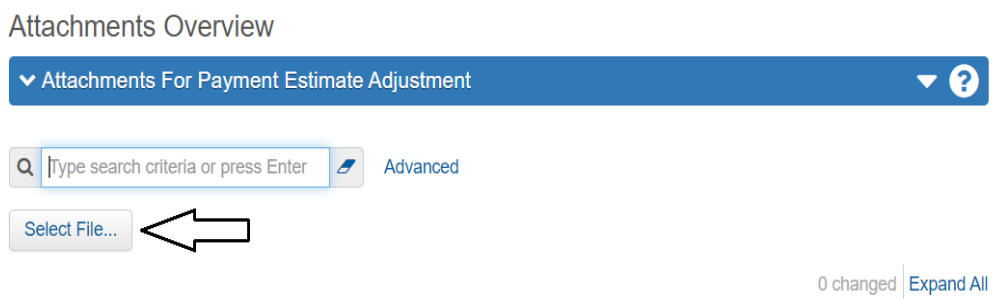 Attachments Overview
Attachments For Payment Estimate Adjustment
?
Type search criteria or press Enter
Advanced
Select File...
0 changed
Expand All